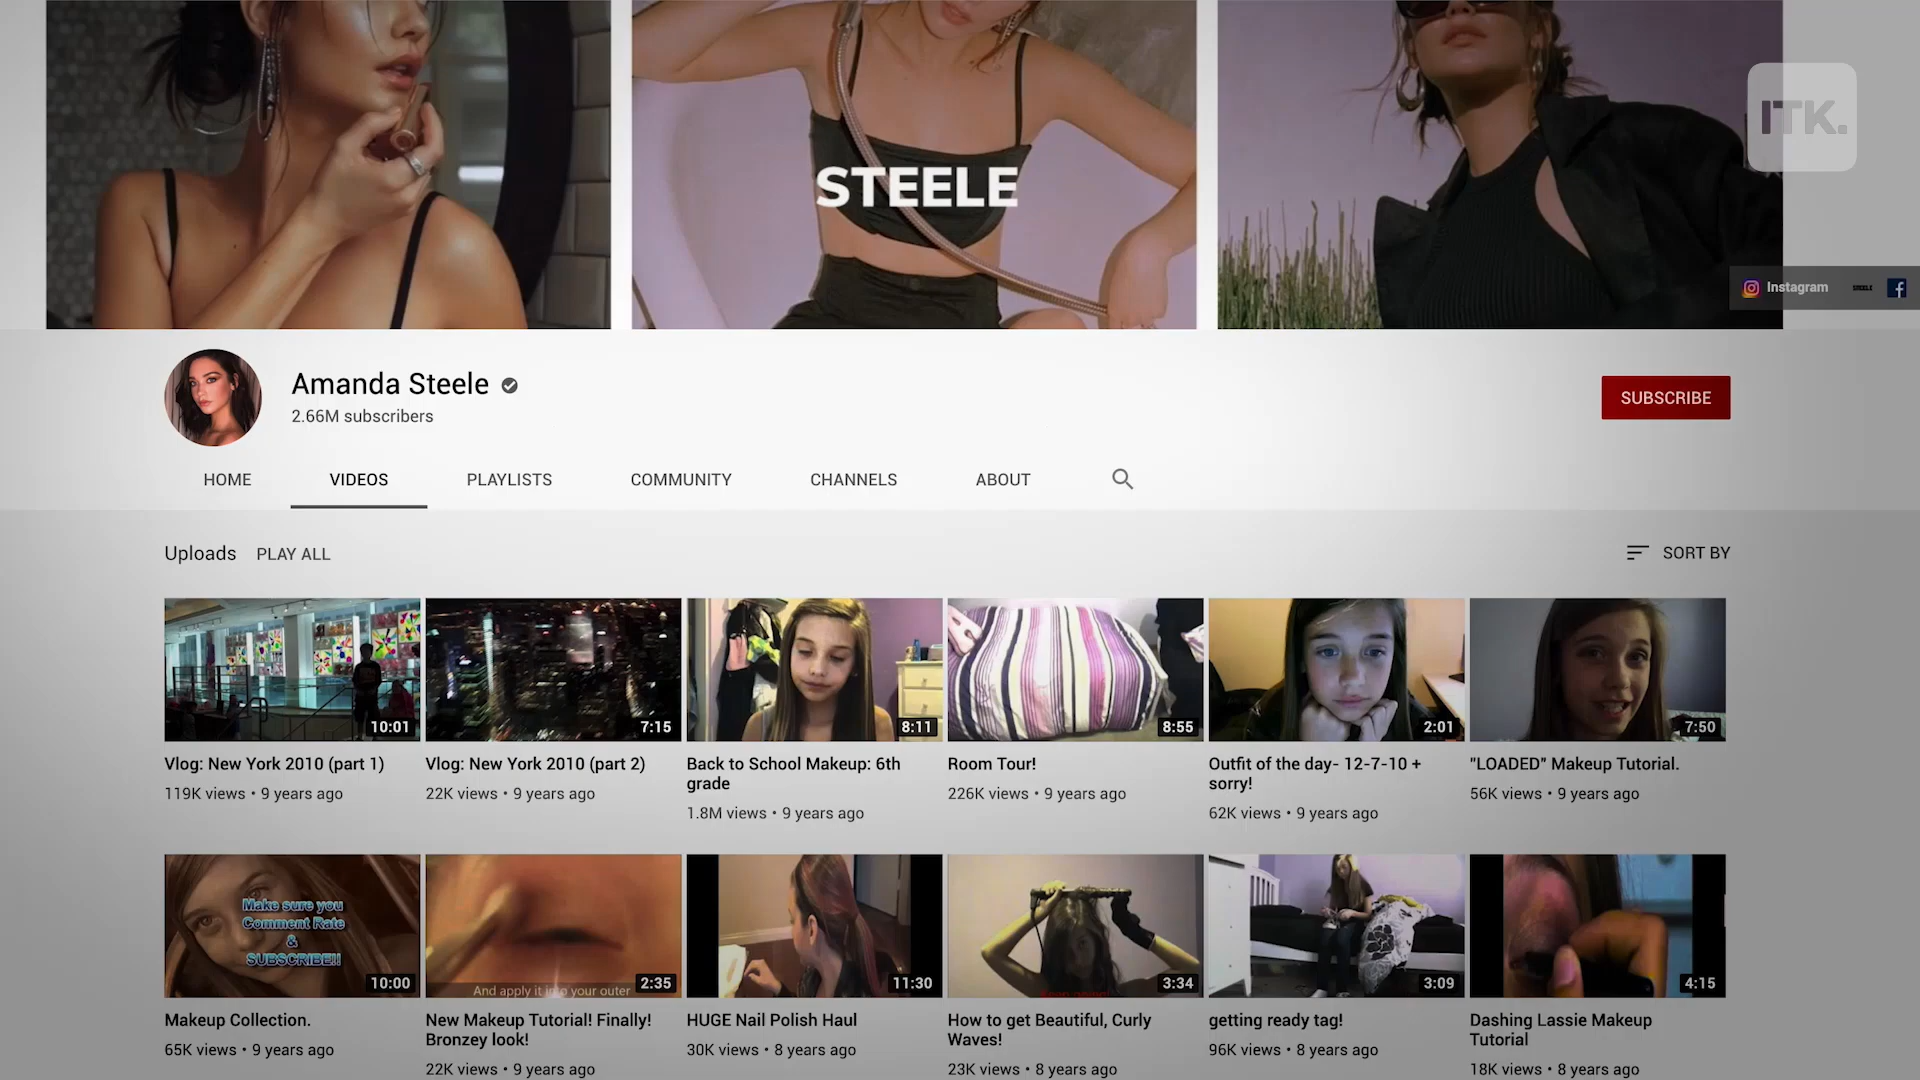 ITK.
STEELE
Instagram
STEELE
Amanda Steele
2.66M subscribers
SUBSCRIBE
HOME
VIDEOS
PLAYLISTS
COMMUNITY
CHANNELS
ABOUT
Uploads
PLAY ALL
SORT BY
10:01
7:15
8:11
8:55
2:01
7:50
Vlog: New York 2010 (part 1)
119K views • 9 years ago
Vlog: New York 2010 (part 2)
22K views • 9 years ago
Back to School Makeup: 6th
grade
1.8M views • 9 years ago
Room Tour!
226K views • 9 years ago
Outfit of the day- 12-7-10 +
sorry!
62K views • 9 years ago
"LOADED" Makeup Tutorial.
56K views • 9 years ago
Make sure you
Comment Rate
&
SUBSCRIBE!!
10:00
And apply it into your outer
2:35
11:30
3:34
3:09
4:15
Makeup Collection.
65K views • 9 years ago
New Makeup Tutorial! Finally!
Bronzey look!
22K views • 9 years ago
HUGE Nail Polish Haul
30K views • 8 years ago
How to get Beautiful, Curly
Waves!
23K views • 8 years ago
getting ready tag!
96K views • 8 years ago
Dashing Lassie Makeup
Tutorial
18K views • 8 years ago